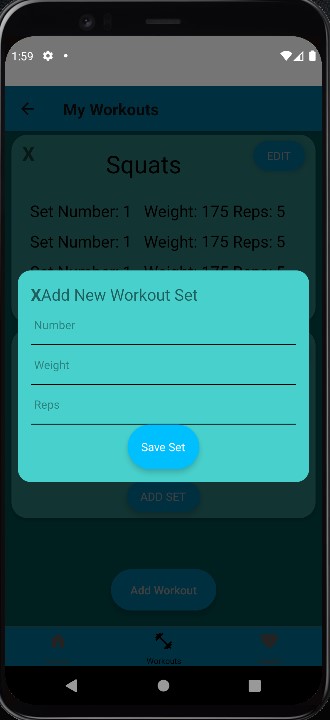 1:59
My Workouts
X
Squats
EDIT
Set Number: 1 Weight: 175 Reps: 5
Set Number: 1 Weight: 175 Reps: 5
XAdd New Workout Set
Number
Weight
Reps
Save Set
ADD SET
Add Workout
Workouts